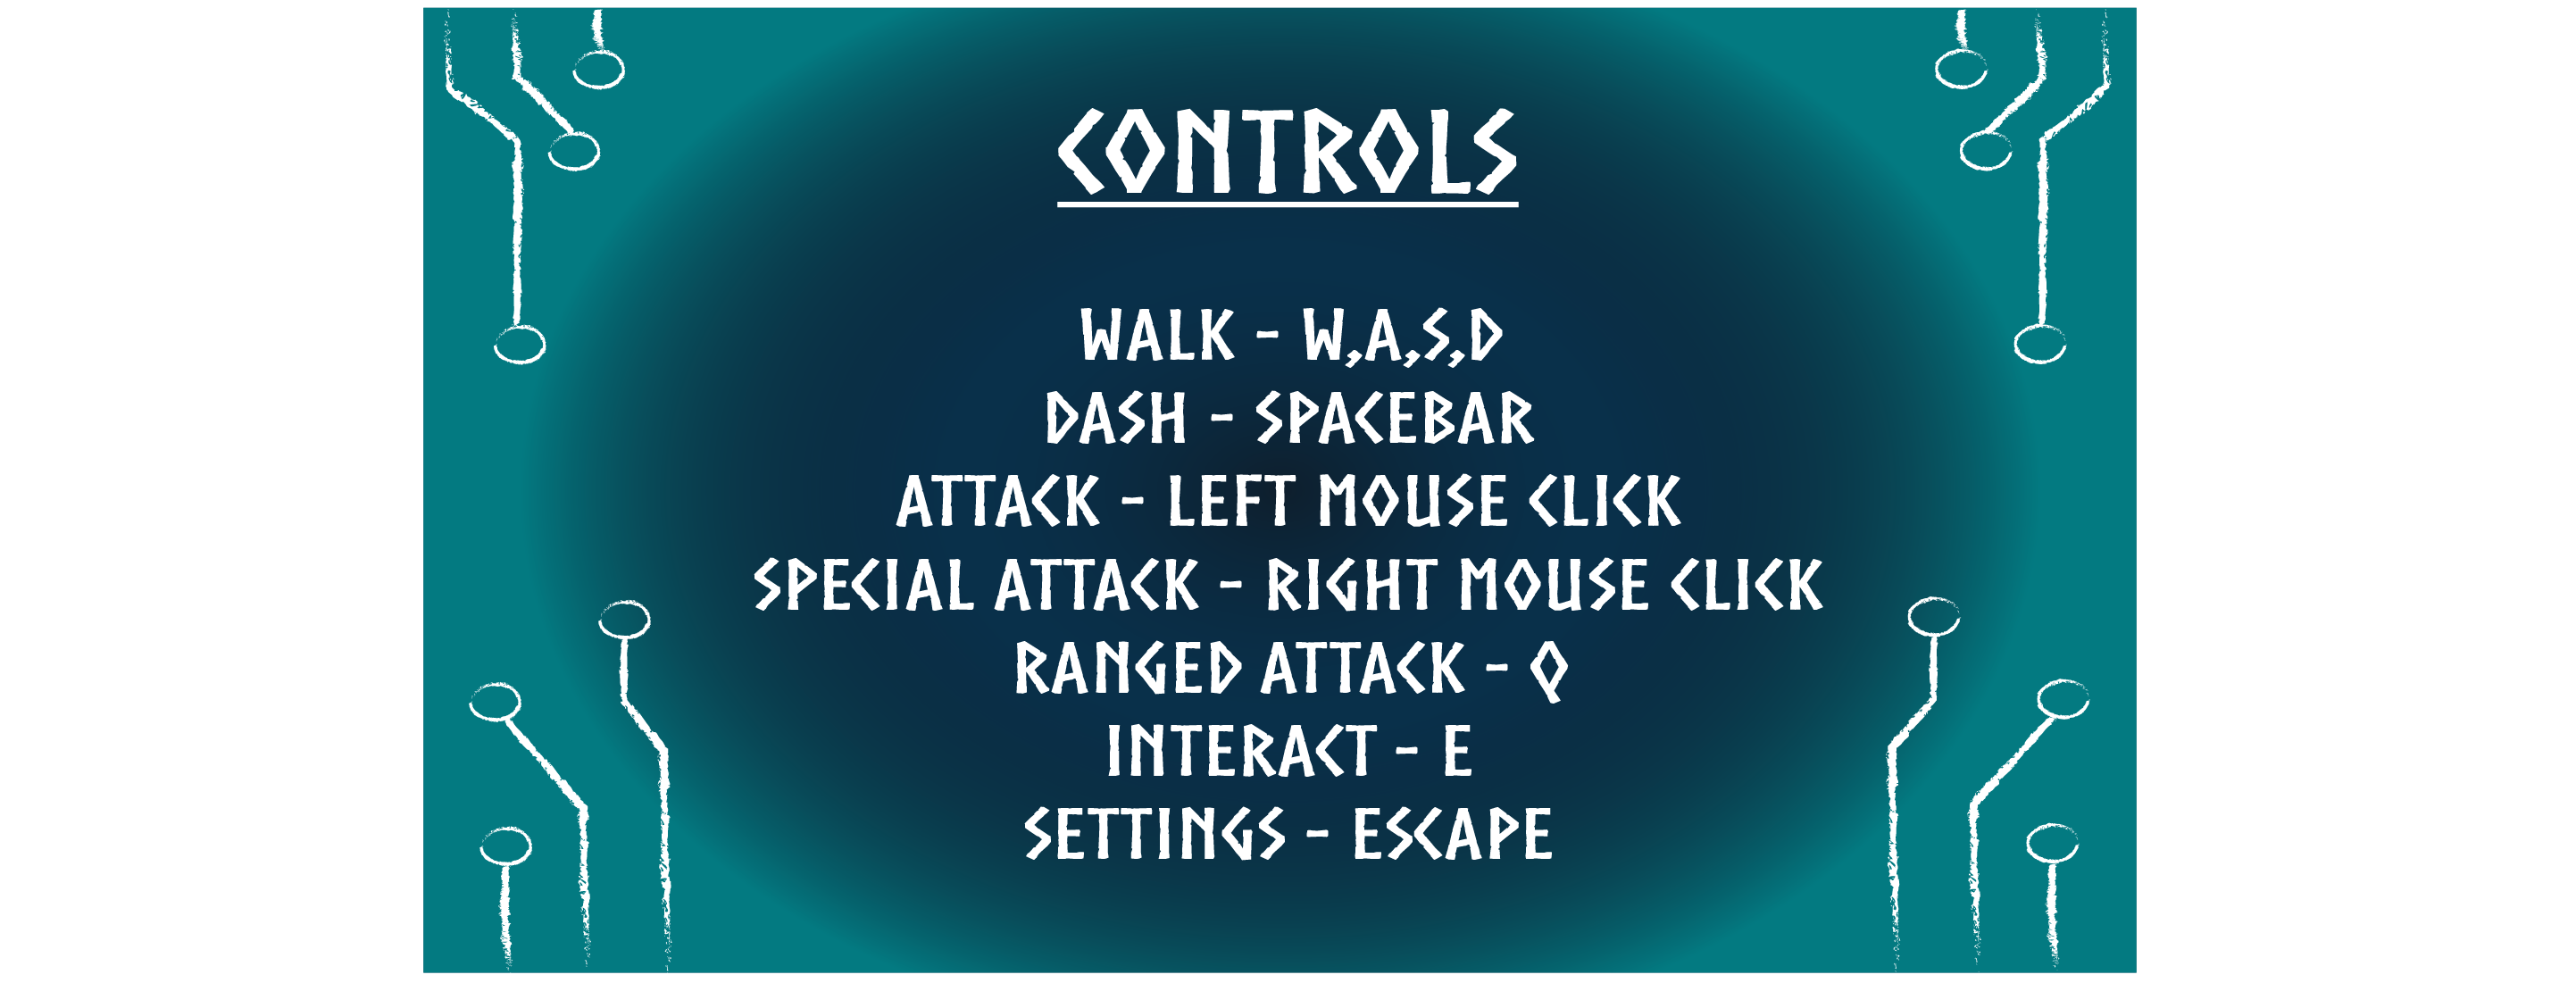 CONTROLS
WALK - W,A,S,D
DASH - SPACEBAR
ATTACK - LEFT MOUSE CLICK
SPECIAL ATTACK - RIGHT MOUSE CLICK
RANGED ATTACK - Q
INTERACT - E
SETTINGS - ESCAPE